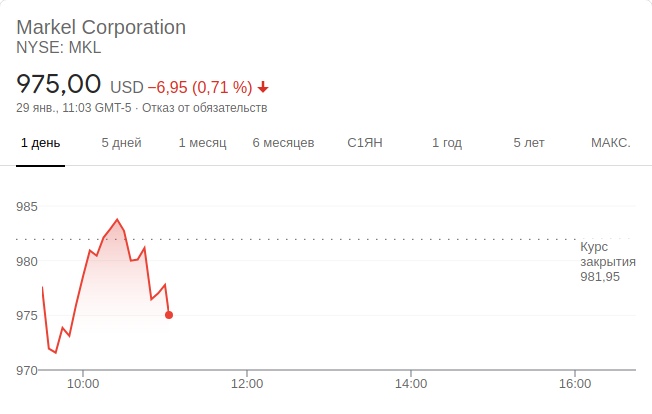 Markel Corporation
NYSE: MKL
975,00 USD −6,95 (0,71 %)
29 янв., 11:03 GMT-5 · Отказ от обязательств
1 день 5 дней 1 месяц 6 месяцев С1ЯН 1 год 5 лет МАКС.
985
980
975
970
Курс
закрытия
981,95
10:00 12:00 14:00 16:00